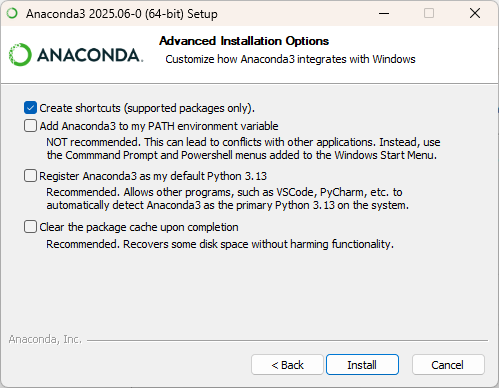 Anaconda3 2025.06-0 (64-bit) Setup
ANACONDA.
Advanced Installation Options
Customize how Anaconda3 integrates with Windows
Create shortcuts (supported packages only).
Add Anaconda3 to my PATH environment variable
NOT recommended. This can lead to conflicts with other applications. Instead, use
the Commmand Prompt and Powershell menus added to the Windows Start Menu.
Register Anaconda3 as my default Python 3.13
Recommended. Allows other programs, such as VSCode, PyCharm, etc. to
automatically detect Anaconda3 as the primary Python 3.13 on the system.
Clear the package cache upon completion
Recommended. Recovers some disk space without harming functionality.
Anaconda, Inc.
< Back
Install
Cancel